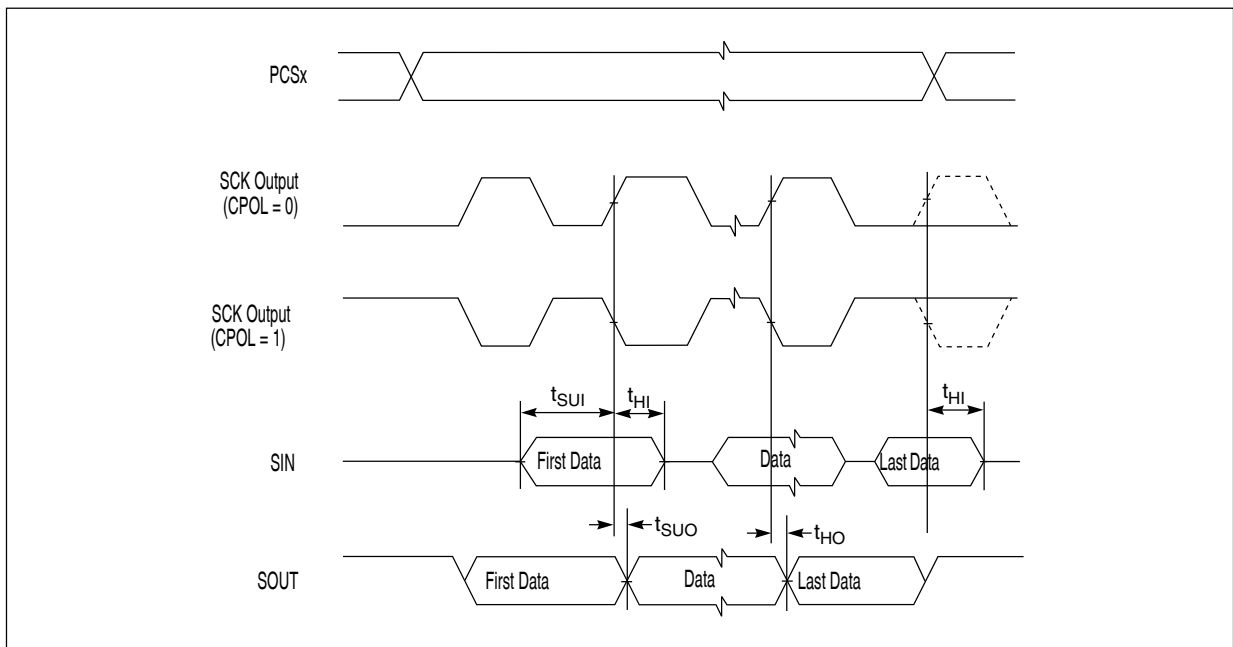 PCSx
SCK Output
(CPOL = 0)
SCK Output
(CPOL = 1)
tSUI
tHI
tHI
SIN
First Data
Data
Last Data
tSUO
tHO
SOUT
First Data
Data
Last Data